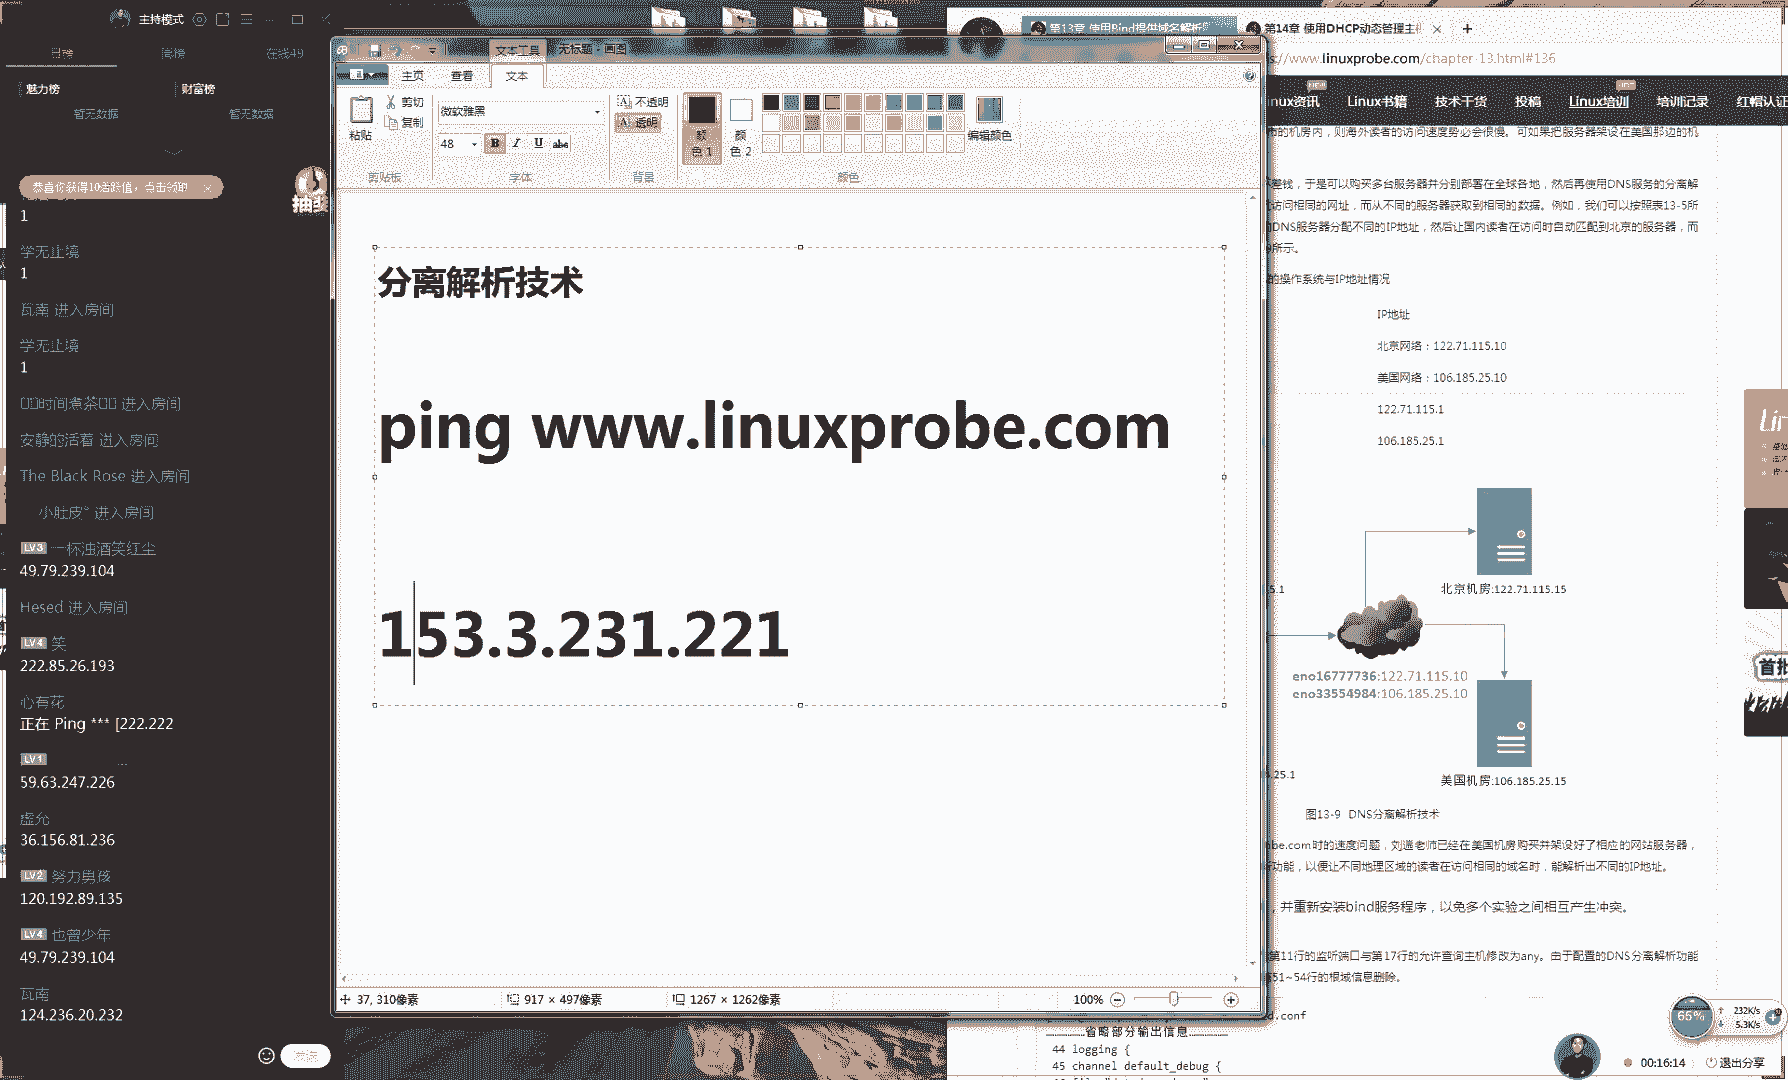 主持模式
日榜
周榜
在线49
魅力榜
财富榜
暂无数据
暂无数据
恭喜你获得10活跃值，点击领取
1
学无止境
1
瓦南 进入房间
学无止境
1
时间煮茶 进入房间
安静的活着 进入房间
The Black Rose 进入房间
小肚皮° 进入房间
LV3 一杯浊酒笑红尘
49.79.239.104
Hesed 进入房间
LV4 笑
222.85.26.193
心有花
正在 Ping *** [222.222
LV1
59.63.247.226
虚允
36.156.81.236
LV2 努力男孩
120.192.89.135
LV4 也曾少年
49.79.239.104
瓦南
124.236.20.232
发送
文本工具
无标题 - 画图
主页
查看
文本
粘贴
剪切
复制
剪贴板
微软雅黑
48
B I U abc
字体
不透明
透明
背景
颜色 1
颜色 2
编辑颜色
颜色
分离解析技术
ping www.linuxprobe.com
153.3.231.221
37, 310像素
917 × 497像素
1267 × 1262像素
100%
第13章 使用Bind提供域名解析
第14章 使用DHCP动态管理主
www.linuxprobe.com/chapter-13.html#136
inux资讯
Linux书籍
技术干货
投稿
Linux培训
培训记录
红帽认证
的机房内，则海外读者的访问速度势必会很慢。可如果把服务器架设在美国那边的机
差钱，于是可以购买多台服务器并分别部署在全球各地，然后再使用DNS服务的分离解
访问相同的网址，而从不同的服务器获取到相同的数据。例如，我们可以按照表13-5所
DNS服务器分配不同的IP地址，然后让国内读者在访问时自动匹配到北京的服务器，而
所示。
的操作系统与IP地址情况
IP地址
北京网络：122.71.115.10
美国网络：106.185.25.10
122.71.115.1
106.185.25.1
北京机房:122.71.115.15
5.1
eno16777736:122.71.115.10
eno33554984:106.185.25.10
.25.1
美国机房:106.185.25.15
图13-9 DNS分离解析技术
be.com时的速度问题，刘遄老师已经在美国机房购买并架设好了相应的网站服务器，
功能，以便让不同地理区域的读者在访问相同的域名时，能解析出不同的IP地址。
，并重新安装bind服务程序，以免多个实验之间相互产生冲突。
第11行的监听端口与第17行的允许查询主机修改为any。由于配置的DNS分离解析功能
51~54行的根域信息删除。
d.conf
省略部分输出信息
44 logging {
45 channel default_debug {
65%
232K/s
5.3K/s
00:16:14
退出分享